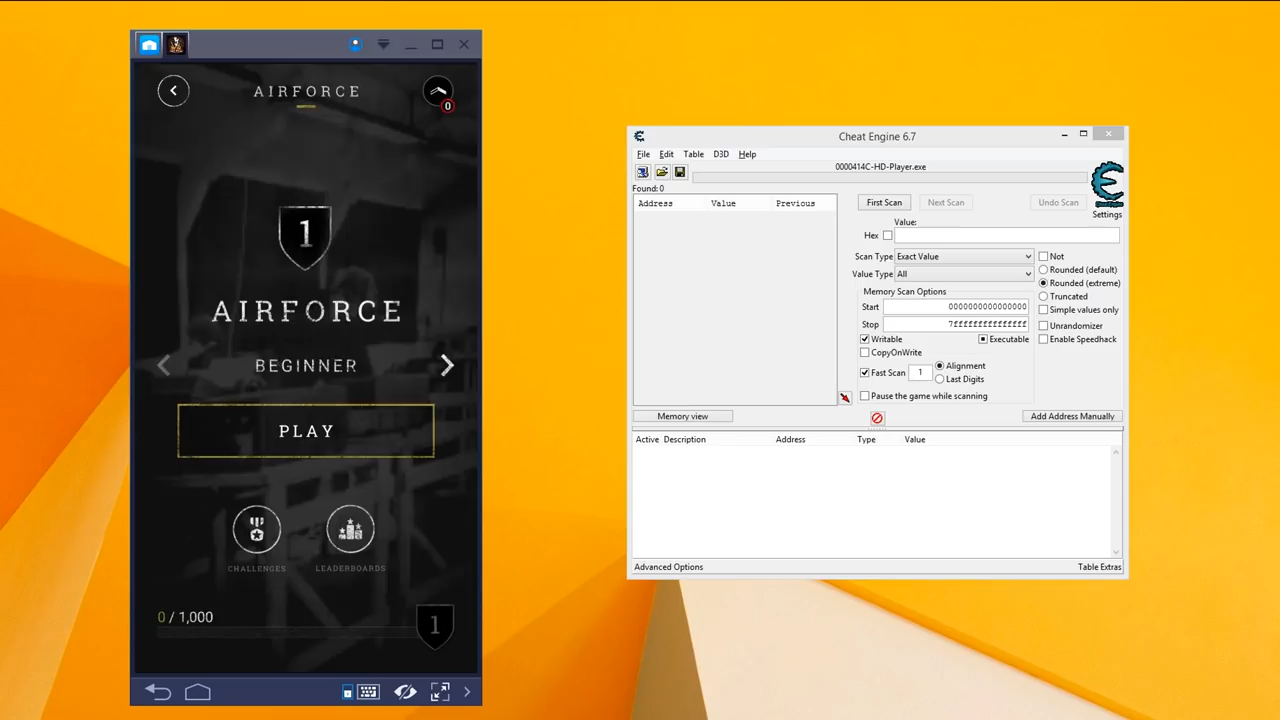 AIRFORCE
0
1
AIRFORCE
BEGINNER
PLAY
CHALLENGES LEADERBOARDS
0 / 1,000
1
Cheat Engine 6.7
File Edit Table D3D Help
0000414C-HD-Player.exe
Found: 0
Address Value Previous
First Scan Next Scan Undo Scan
Settings
Value:
Hex
Scan Type Exact Value Not
Value Type All Rounded (default)
Rounded (extreme)
Memory Scan Options Truncated
Start 0000000000000000 Simple values only
Stop 7fffffffffffffff Unrandomizer
Writable Executable Enable Speedhack
CopyOnWrite
Fast Scan 1 Alignment
Last Digits
Pause the game while scanning
Memory view Add Address Manually
Active Description Address Type Value
Advanced Options Table Extras